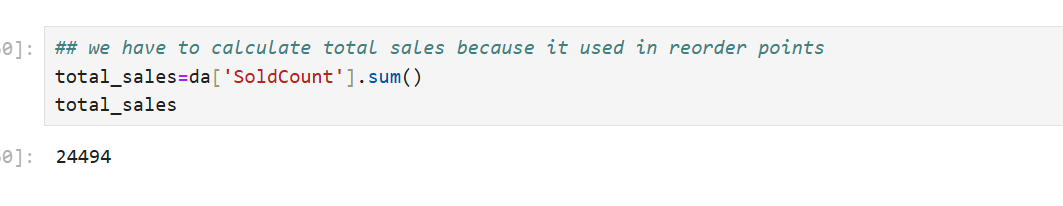 0]: ## we have to calculate total sales because it used in reorder points
total_sales=da['SoldCount'].sum()
total_sales
0]: 24494